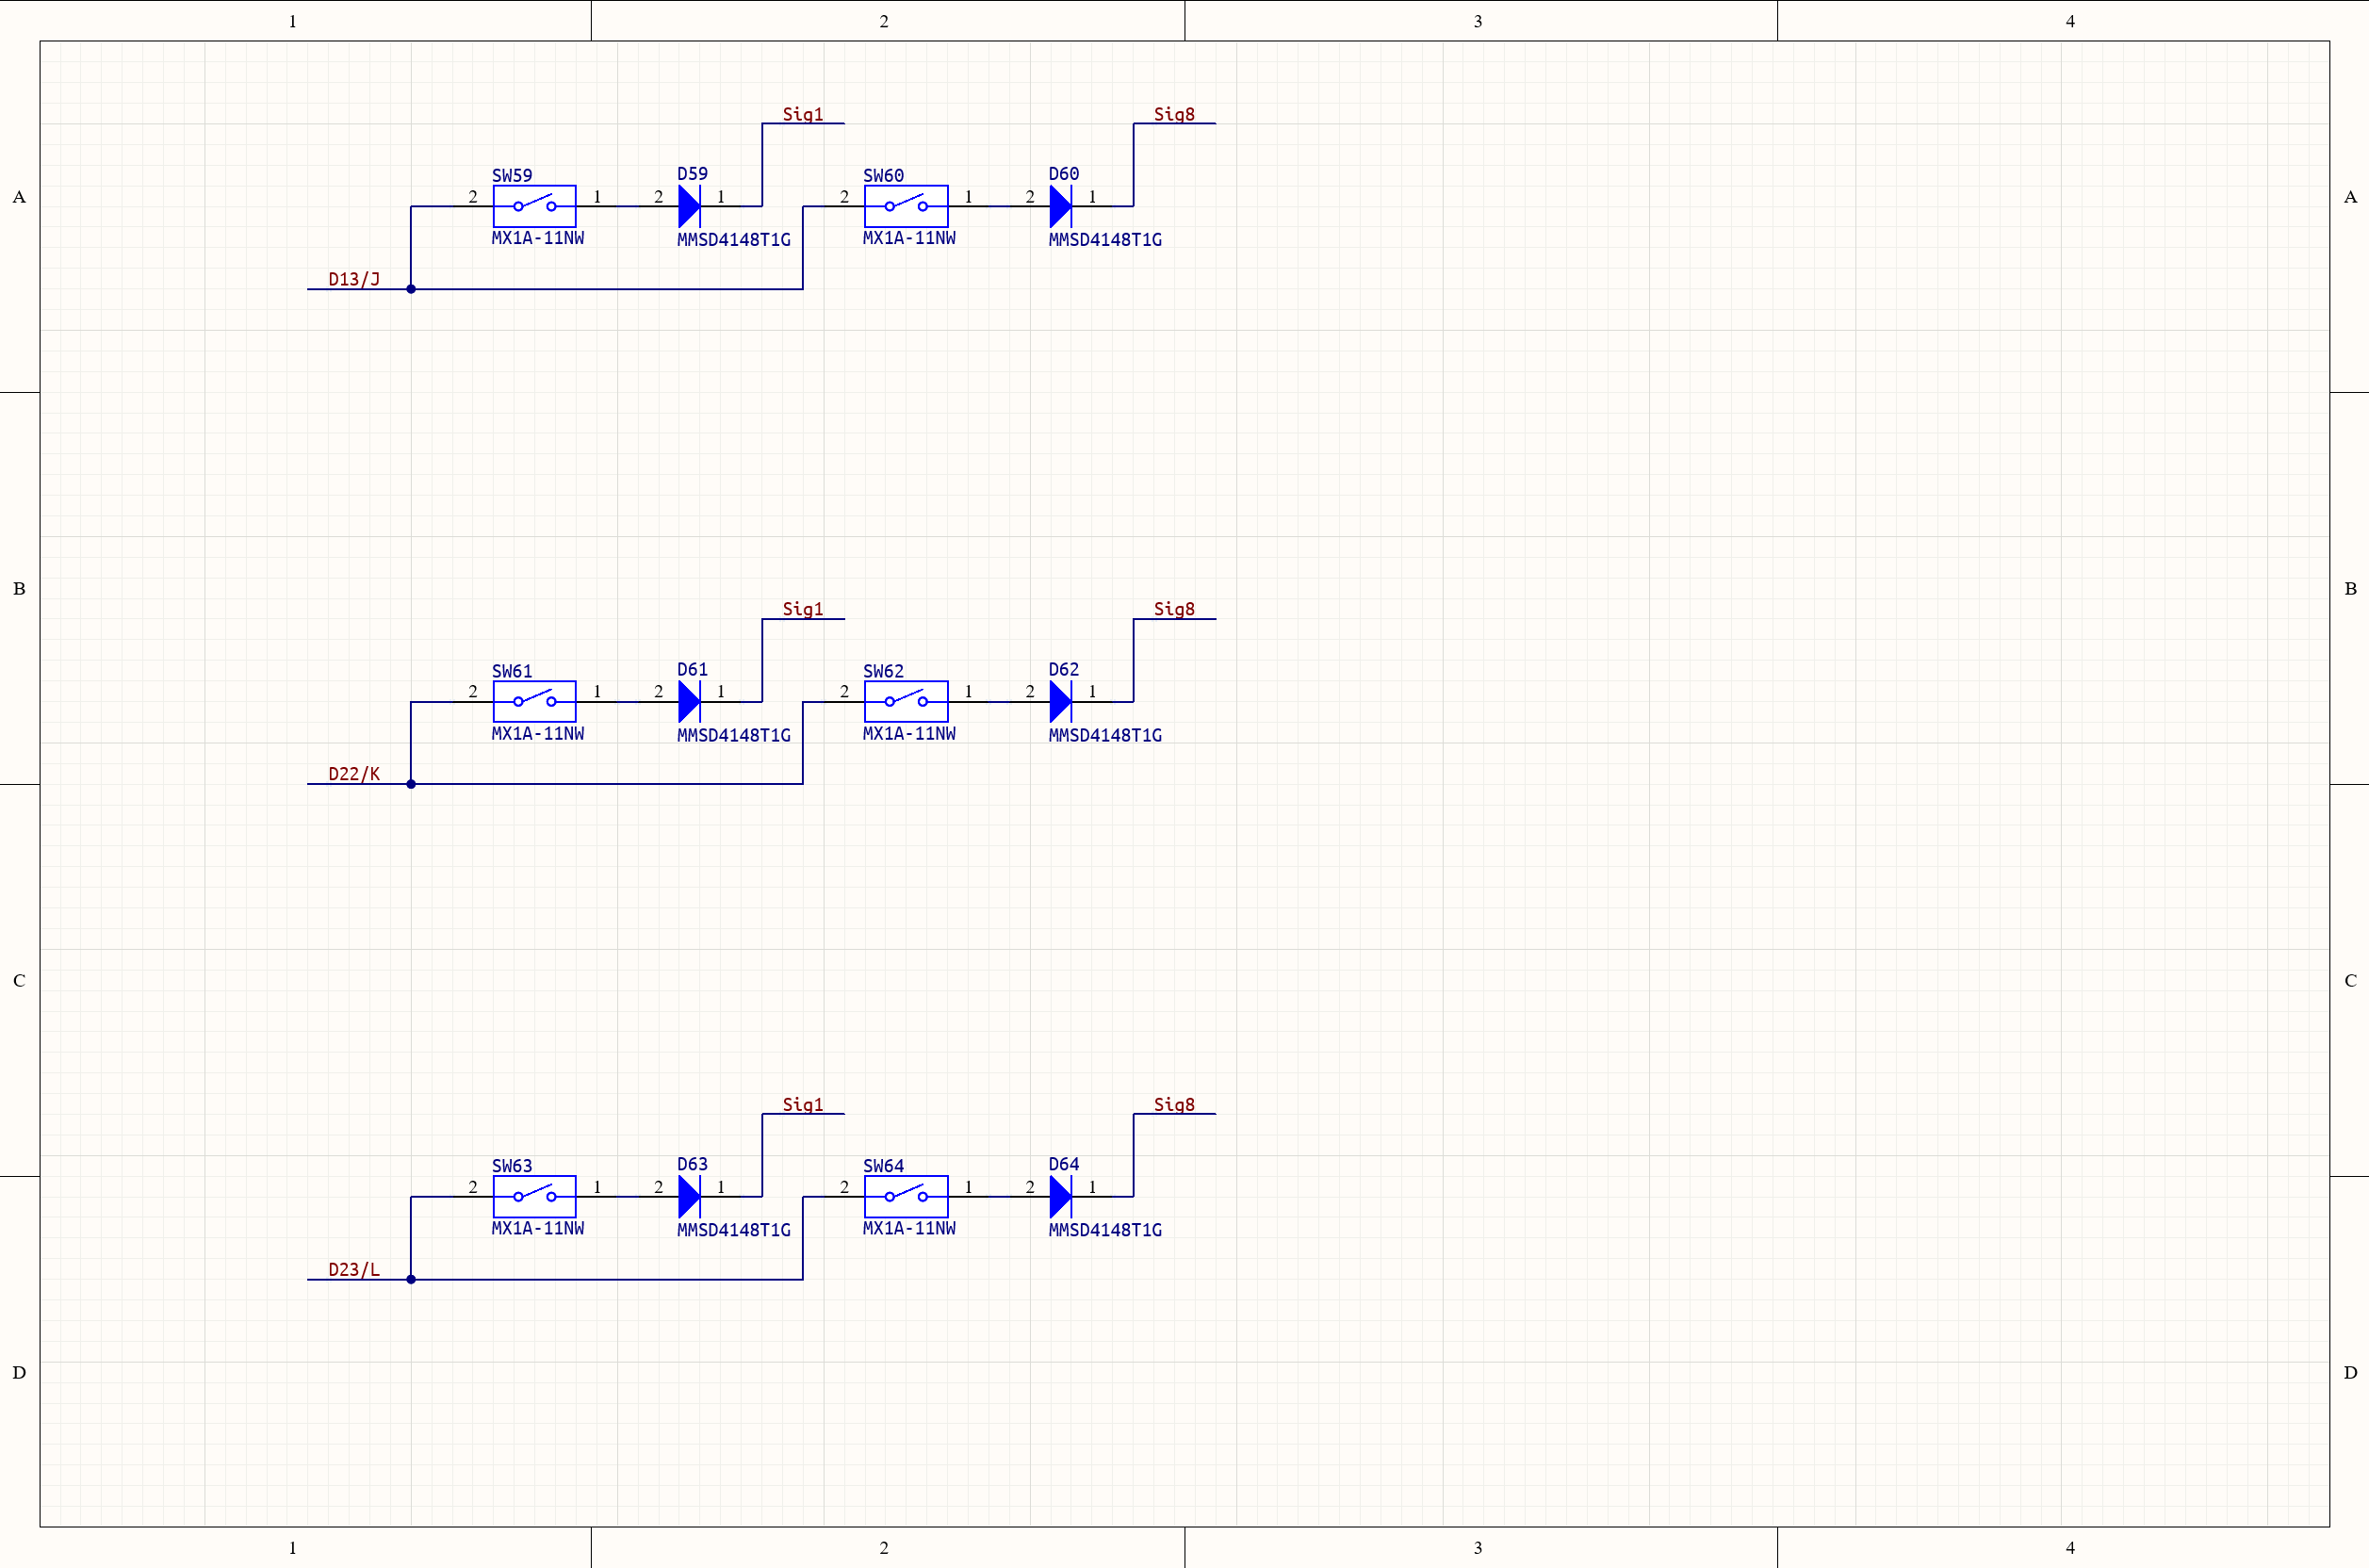 1 2 3 4
Sig1 Sig8
SW59 D59 SW60 D60
A 2 1 2 1 2 1 2 1 A
MX1A-11NW MMSD4148T1G MX1A-11NW MMSD4148T1G
D13/J
B B
Sig1 Sig8
SW61 D61 SW62 D62
2 1 2 1 2 1 2 1
MX1A-11NW MMSD4148T1G MX1A-11NW MMSD4148T1G
D22/K
C C
Sig1 Sig8
SW63 D63 SW64 D64
2 1 2 1 2 1 2 1
MX1A-11NW MMSD4148T1G MX1A-11NW MMSD4148T1G
D23/L
D D
1 2 3 4